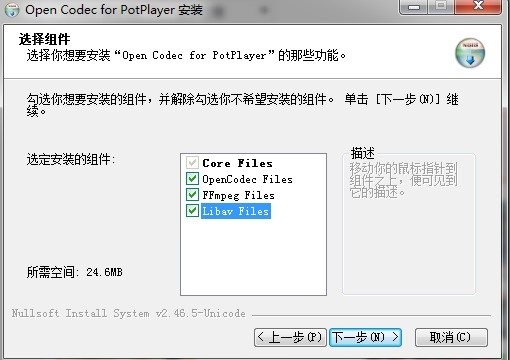 Open Codec for PotPlayer 安装
选择组件
选择你想要安装“Open Codec for PotPlayer”的那些功能。
勾选你想要安装的组件，并解除勾选你不希望安装的组件。 单击 [下一步(N)] 继
续。
选定安装的组件:
Core Files
OpenCodec Files
FFmpeg Files
Libav Files
描述
移动你的鼠标指针到
组件之上，便可见到
它的描述。
所需空间: 24.6MB
Nullsoft Install System v2.46.5-Unicode
< 上一步(P)
下一步(N) >
取消(C)